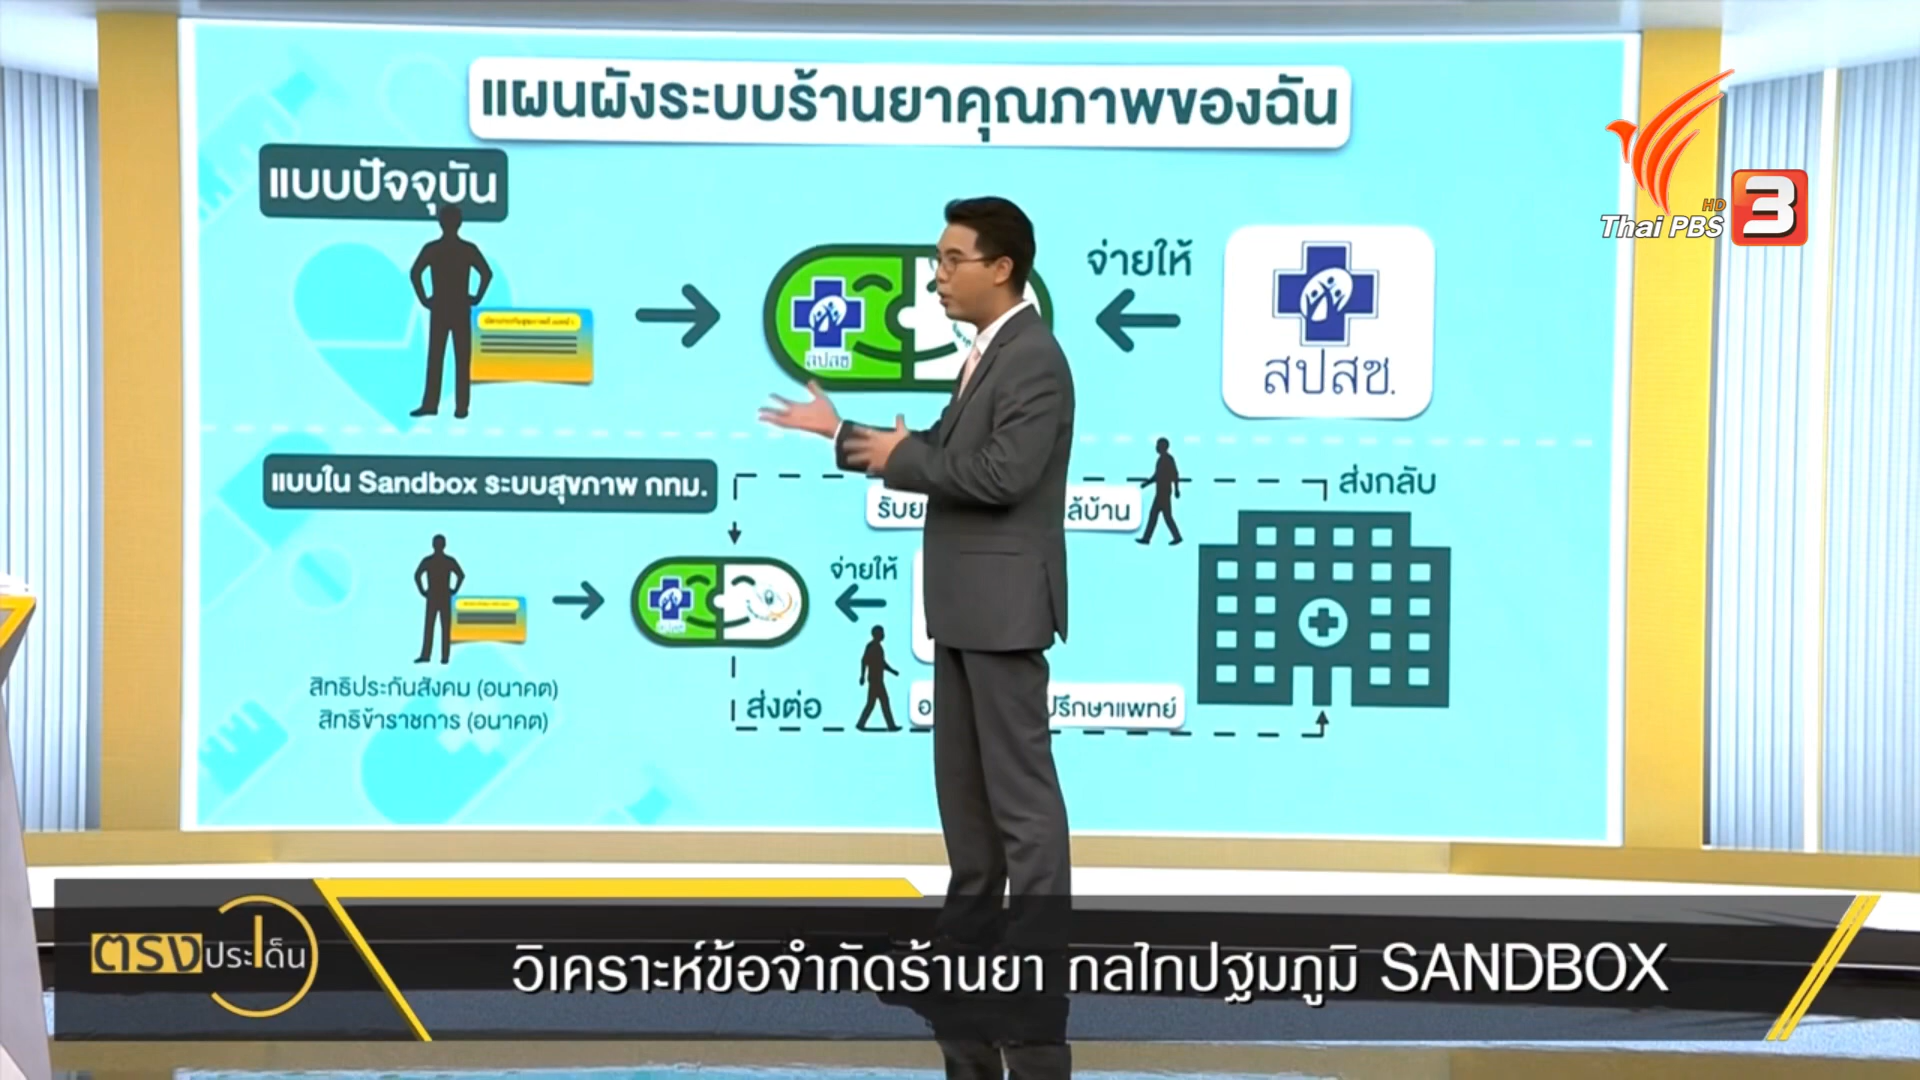 แผนผังระบบร้านยาคุณภาพของฉัน
แบบปัจจุบัน
HD
Thai PBS 3
จ่ายให้
สปสช
สปสช.
แบบใน Sandbox ระบบสุขภาพ กทม.
ส่งกลับ
รับย
ล้บ้าน
จ่ายให้
สิทธิประกันสังคม (อนาคต)
สิทธิข้าราชการ (อนาคต)
ส่งต่อ
อ
ปรึกษาแพทย์
ตรงประเด็น
วิเคราะห์ข้อจำกัดร้านยา กลไกปฐมภูมิ SANDBOX